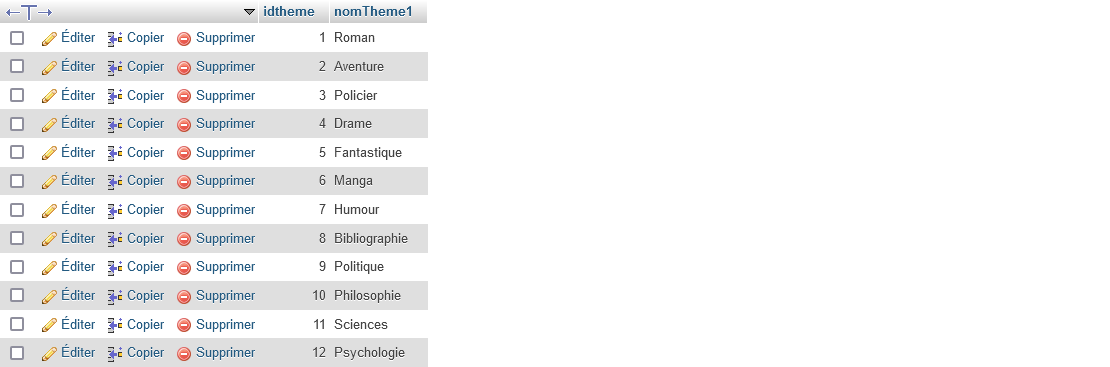 idtheme nomTheme1
Éditer Copier Supprimer 1 Roman
Éditer Copier Supprimer 2 Aventure
Éditer Copier Supprimer 3 Policier
Éditer Copier Supprimer 4 Drame
Éditer Copier Supprimer 5 Fantastique
Éditer Copier Supprimer 6 Manga
Éditer Copier Supprimer 7 Humour
Éditer Copier Supprimer 8 Bibliographie
Éditer Copier Supprimer 9 Politique
Éditer Copier Supprimer 10 Philosophie
Éditer Copier Supprimer 11 Sciences
Éditer Copier Supprimer 12 Psychologie